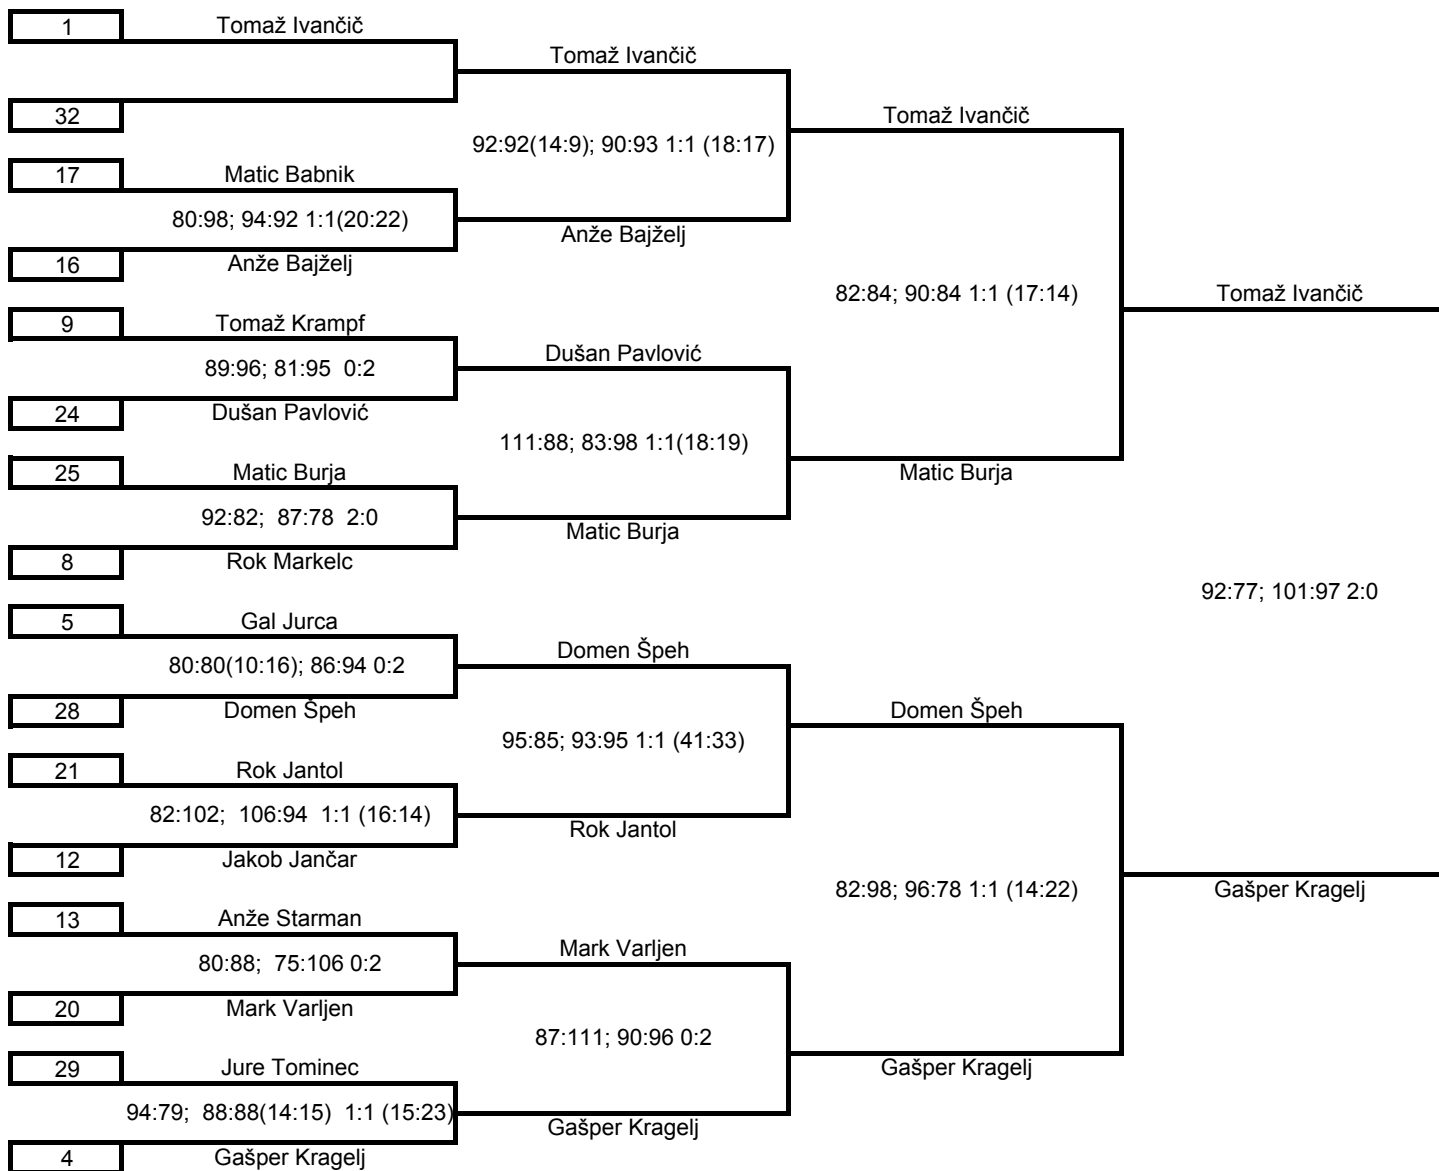 1 Tomaž Ivančič
Tomaž Ivančič
32
Tomaž Ivančič
92:92(14:9); 90:93 1:1 (18:17)
17 Matic Babnik
80:98; 94:92 1:1(20:22)
Anže Bajželj
16 Anže Bajželj
82:84; 90:84 1:1 (17:14)
Tomaž Ivančič
9 Tomaž Krampf
Dušan Pavlović
89:96; 81:95 0:2
24 Dušan Pavlović
111:88; 83:98 1:1(18:19)
25 Matic Burja
Matic Burja
92:82; 87:78 2:0
Matic Burja
8 Rok Markelc
92:77; 101:97 2:0
5 Gal Jurca
Domen Špeh
80:80(10:16); 86:94 0:2
28 Domen Špeh
Domen Špeh
95:85; 93:95 1:1 (41:33)
21 Rok Jantol
82:102; 106:94 1:1 (16:14)
Rok Jantol
12 Jakob Jančar
82:98; 96:78 1:1 (14:22)
Gašper Kragelj
13 Anže Starman
Mark Varljen
80:88; 75:106 0:2
20 Mark Varljen
87:111; 90:96 0:2
29 Jure Tominec
Gašper Kragelj
94:79; 88:88(14:15) 1:1 (15:23)
Gašper Kragelj
4 Gašper Kragelj